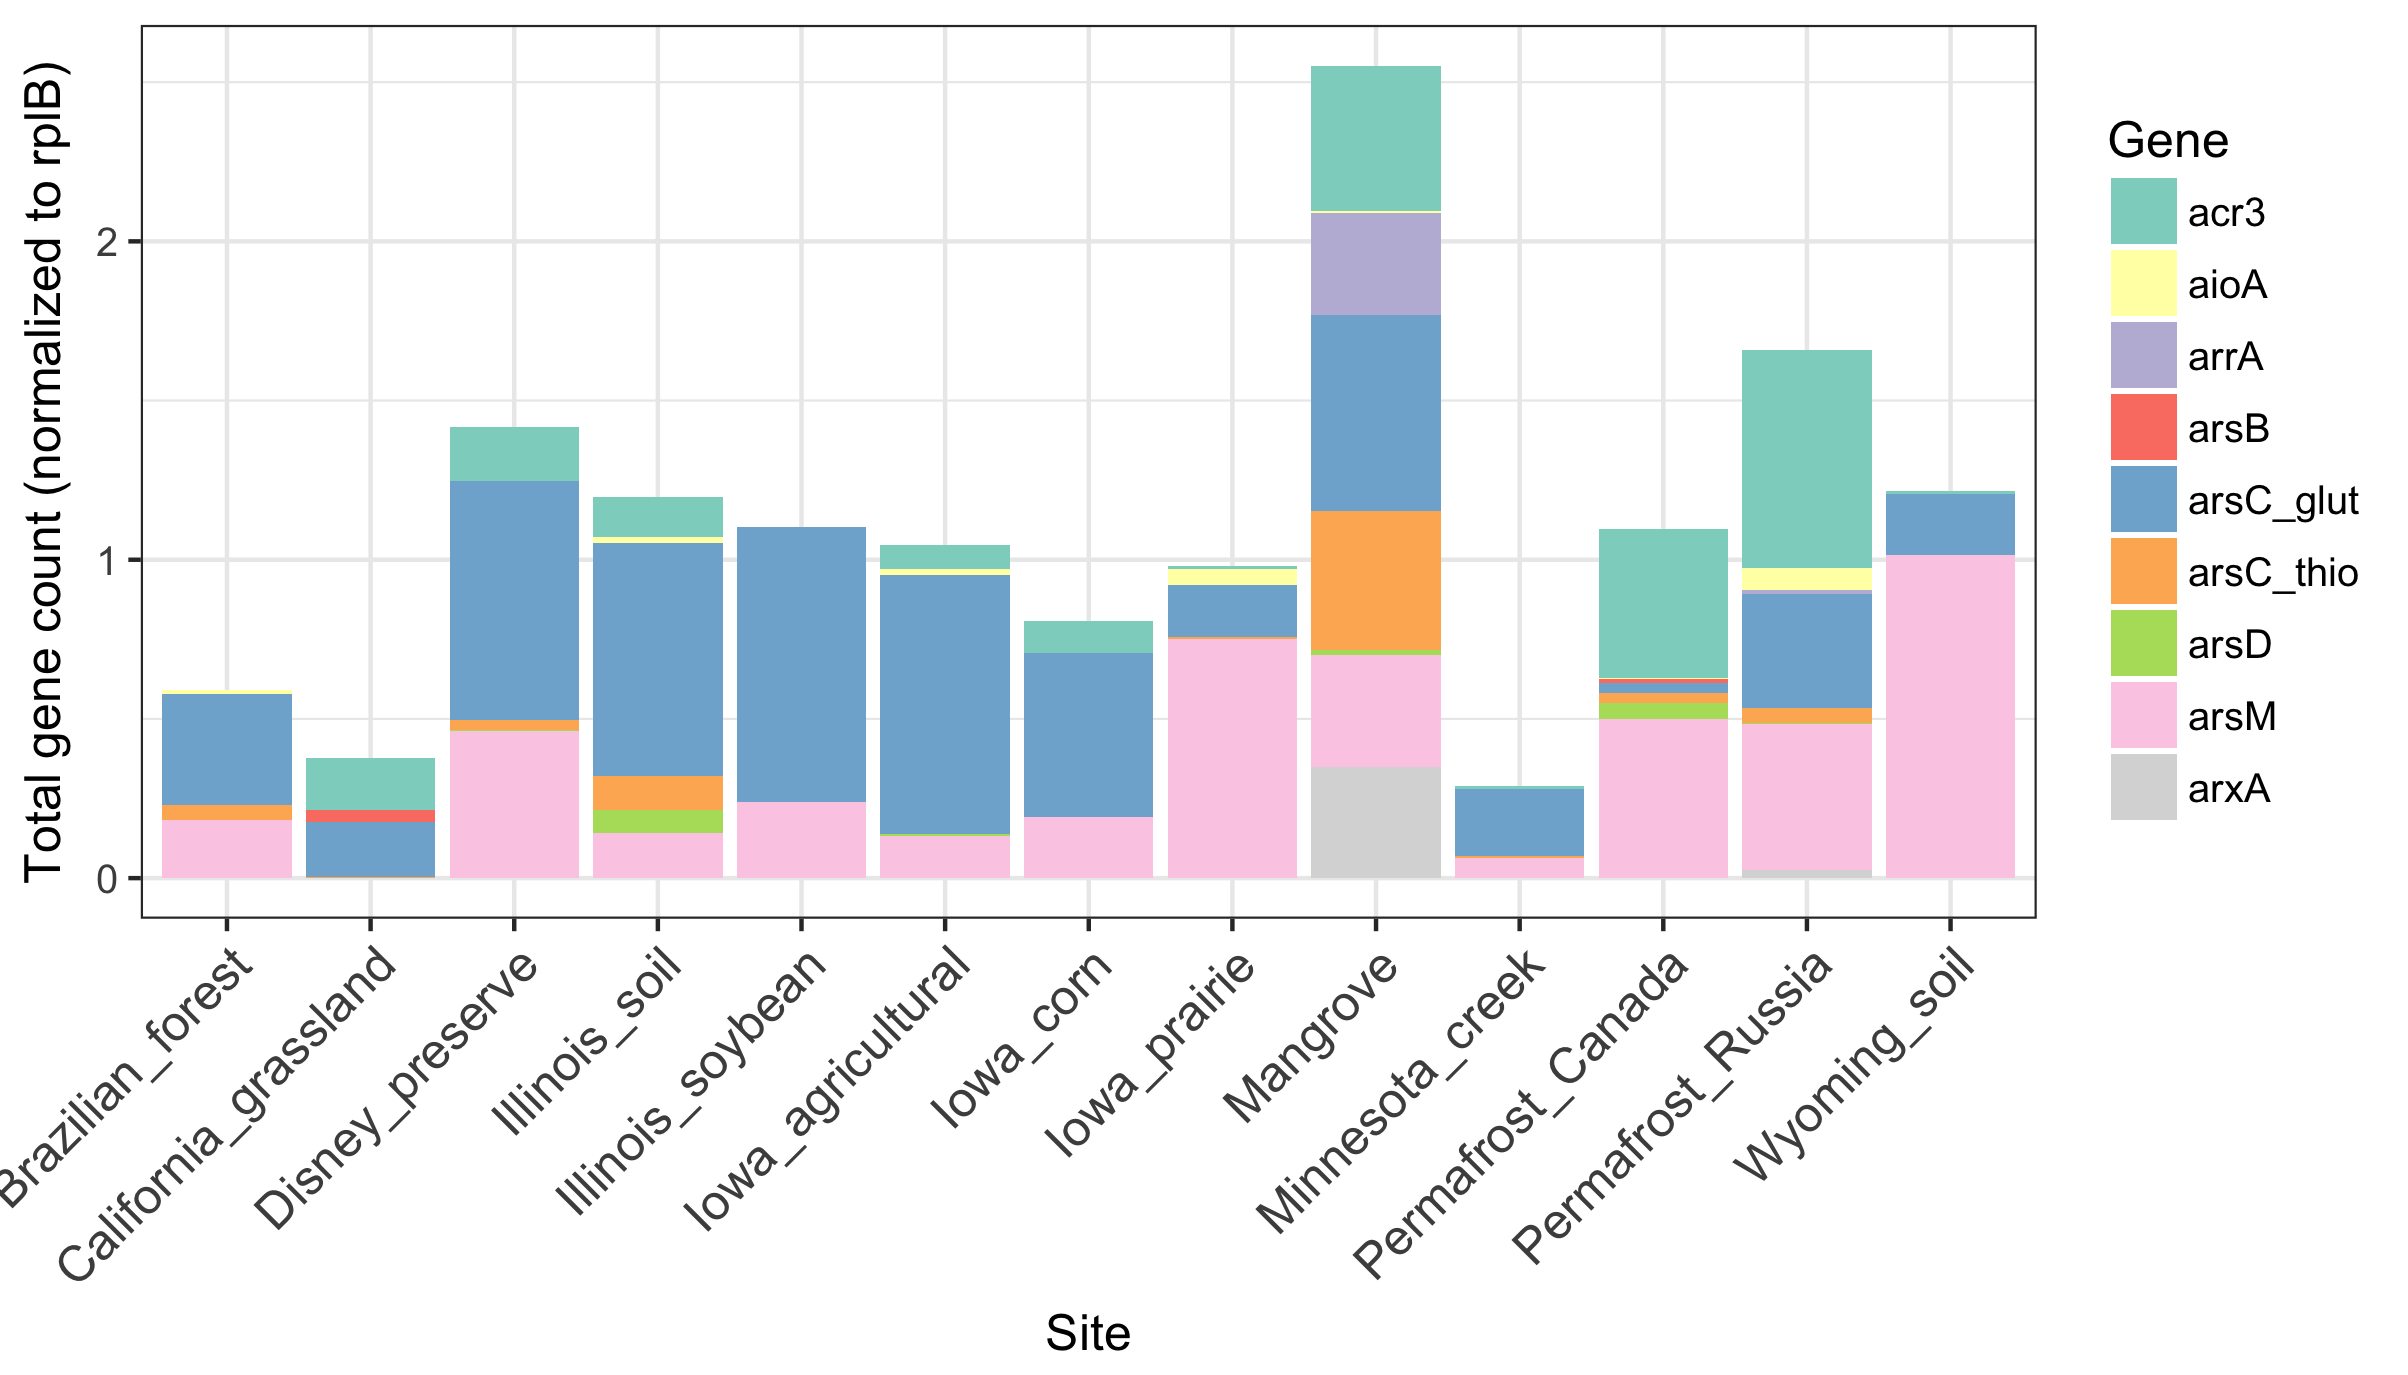 Total gene count (normalized to rplB)
2
1
0
Brazilian_forest
California_grassland
Disney_preserve
Illinois_soil
Illinois_soybean
Iowa_agricultural
Iowa_corn
Iowa_prairie
Mangrove
Minnesota_creek
Permafrost_Canada
Permafrost_Russia
Wyoming_soil
Site
Gene
acr3
aioA
arrA
arsB
arsC_glut
arsC_thio
arsD
arsM
arxA